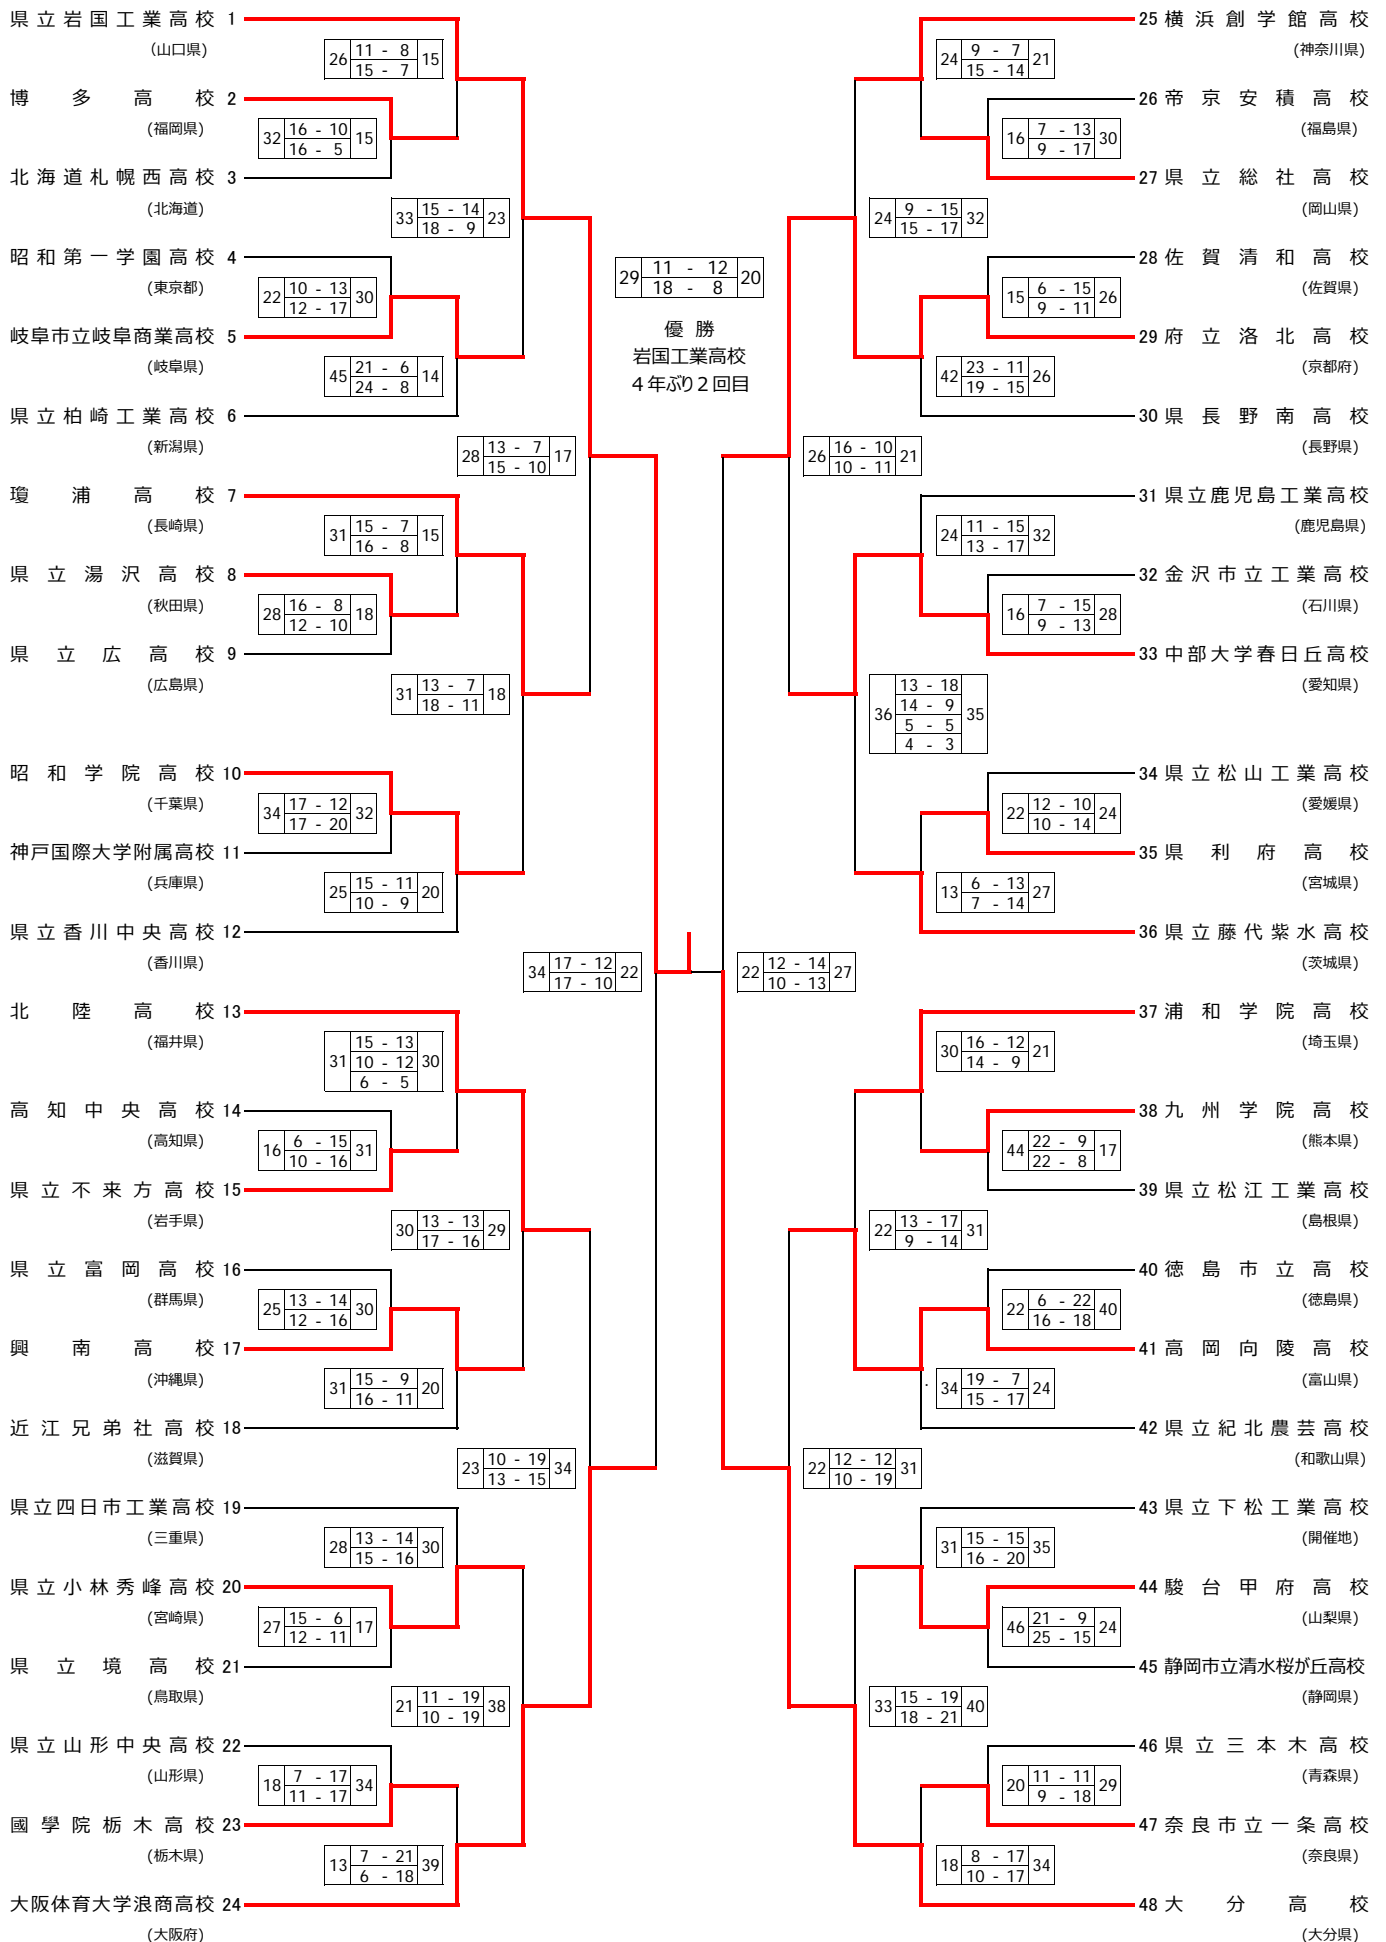 県立岩国工業高校 1
(山口県)
26 11 - 8 15
15 - 7
博多高校 2
(福岡県)
32 16 - 10 15
16 - 5
北海道札幌西高校 3
(北海道)
33 15 - 14 23
18 - 9
昭和第一学園高校 4
(東京都)
22 10 - 13 30
12 - 17
岐阜市立岐阜商業高校 5
(岐阜県)
45 21 - 6 14
24 - 8
県立柏崎工業高校 6
(新潟県)
28 13 - 7 17
15 - 10
瓊浦高校 7
(長崎県)
31 15 - 7 15
16 - 8
県立湯沢高校 8
(秋田県)
28 16 - 8 18
12 - 10
県立広高校 9
(広島県)
31 13 - 7 18
18 - 11
昭和学院高校 10
(千葉県)
34 17 - 12 32
17 - 20
神戸国際大学附属高校 11
(兵庫県)
25 15 - 11 20
10 - 9
県立香川中央高校 12
(香川県)
34 17 - 12 22
17 - 10
北陸高校 13
(福井県)
31 15 - 13 30
10 - 12
6 - 5
高知中央高校 14
(高知県)
16 6 - 15 31
10 - 16
県立不来方高校 15
(岩手県)
30 13 - 13 29
17 - 16
県立富岡高校 16
(群馬県)
25 13 - 14 30
12 - 16
興南高校 17
(沖縄県)
31 15 - 9 20
16 - 11
近江兄弟社高校 18
(滋賀県)
23 10 - 19 34
13 - 15
県立四日市工業高校 19
(三重県)
28 13 - 14 30
15 - 16
県立小林秀峰高校 20
(宮崎県)
27 15 - 6 17
12 - 11
県立境高校 21
(鳥取県)
21 11 - 19 38
10 - 19
県立山形中央高校 22
(山形県)
18 7 - 17 34
11 - 17
國學院栃木高校 23
(栃木県)
13 7 - 21 39
6 - 18
大阪体育大学浪商高校 24
(大阪府)
29 11 - 12 20
18 - 8
優勝
岩国工業高校
4年ぶり2回目
25 横浜創学館高校
(神奈川県)
24 9 - 7 21
15 - 14
26 帝京安積高校
(福島県)
16 7 - 13 30
9 - 17
27 県立総社高校
(岡山県)
24 9 - 15 32
15 - 17
28 佐賀清和高校
(佐賀県)
15 6 - 15 26
9 - 11
29 府立洛北高校
(京都府)
42 23 - 11 26
19 - 15
30 県長野南高校
(長野県)
26 16 - 10 21
10 - 11
31 県立鹿児島工業高校
(鹿児島県)
24 11 - 15 32
13 - 17
32 金沢市立工業高校
(石川県)
16 7 - 15 28
9 - 13
33 中部大学春日丘高校
(愛知県)
36 13 - 18 35
14 - 9
5 - 5
4 - 3
34 県立松山工業高校
(愛媛県)
22 12 - 10 24
10 - 14
35 県利府高校
(宮城県)
13 6 - 13 27
7 - 14
36 県立藤代紫水高校
(茨城県)
22 12 - 14 27
10 - 13
37 浦和学院高校
(埼玉県)
30 16 - 12 21
14 - 9
38 九州学院高校
(熊本県)
44 22 - 9 17
22 - 8
39 県立松江工業高校
(島根県)
22 13 - 17 31
9 - 14
40 徳島市立高校
(徳島県)
22 6 - 22 40
16 - 18
41 高岡向陵高校
(富山県)
34 19 - 7 24
15 - 17
42 県立紀北農芸高校
(和歌山県)
22 12 - 12 31
10 - 19
43 県立下松工業高校
(開催地)
31 15 - 15 35
16 - 20
44 駿台甲府高校
(山梨県)
46 21 - 9 24
25 - 15
45 静岡市立清水桜が丘高校
(静岡県)
33 15 - 19 40
18 - 21
46 県立三本木高校
(青森県)
20 11 - 11 29
9 - 18
47 奈良市立一条高校
(奈良県)
18 8 - 17 34
10 - 17
48 大分高校
(大分県)